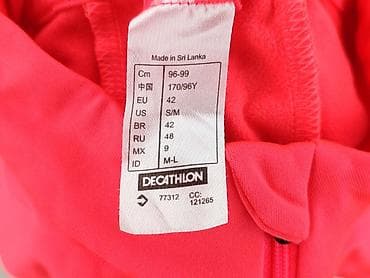 Made in Sri Lanka
Cm 96-99
中国 170/96Y
EU 42
US S/M
BR 42
RU 48
MX 9
ID M-L
DECATHLON
77312 CC: 121265